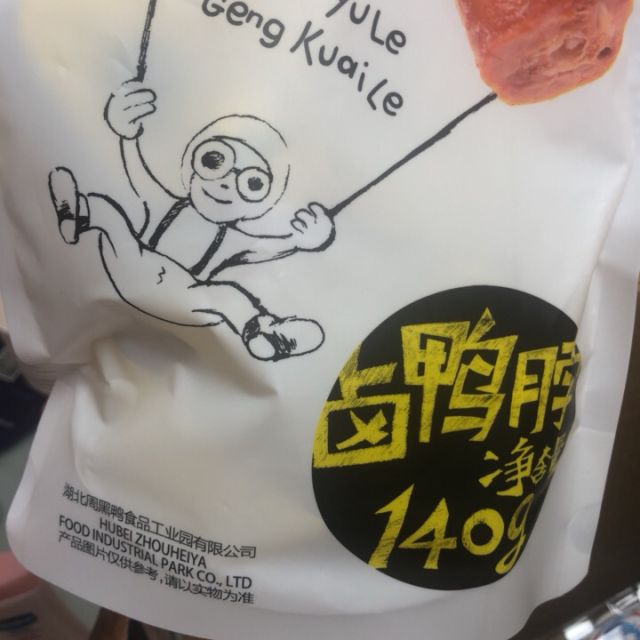 yuLe
Geng KuaiLe
卤鸭脖
净含量
140g
湖北周黑鸭食品工业园有限公司
HUBEI ZHOUHEIYA
FOOD INDUSTRIAL PARK CO., LTD
产品图片仅供参考,请以实物为准